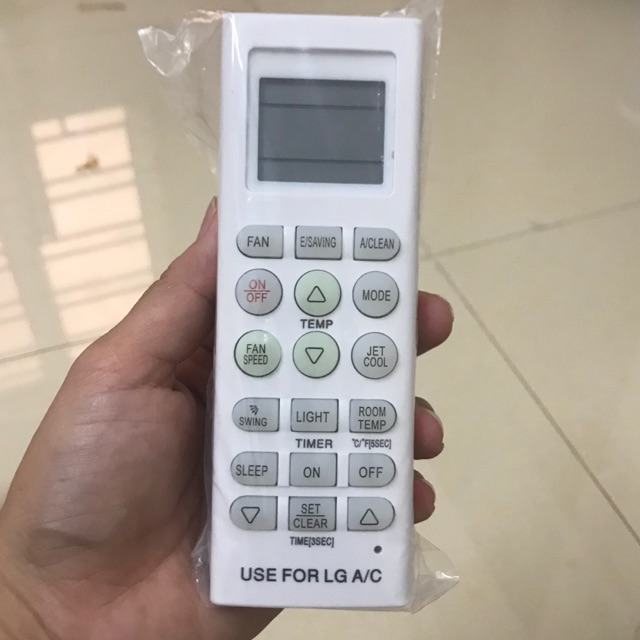 FAN E/SAVING A/CLEAN
ON
OFF
MODE
TEMP
FAN
SPEED
JET
COOL
SWING
LIGHT
ROOM
TEMP
TIMER
°C/°F[5SEC]
SLEEP ON OFF
SET
CLEAR
TIME[3SEC]
USE FOR LG A/C